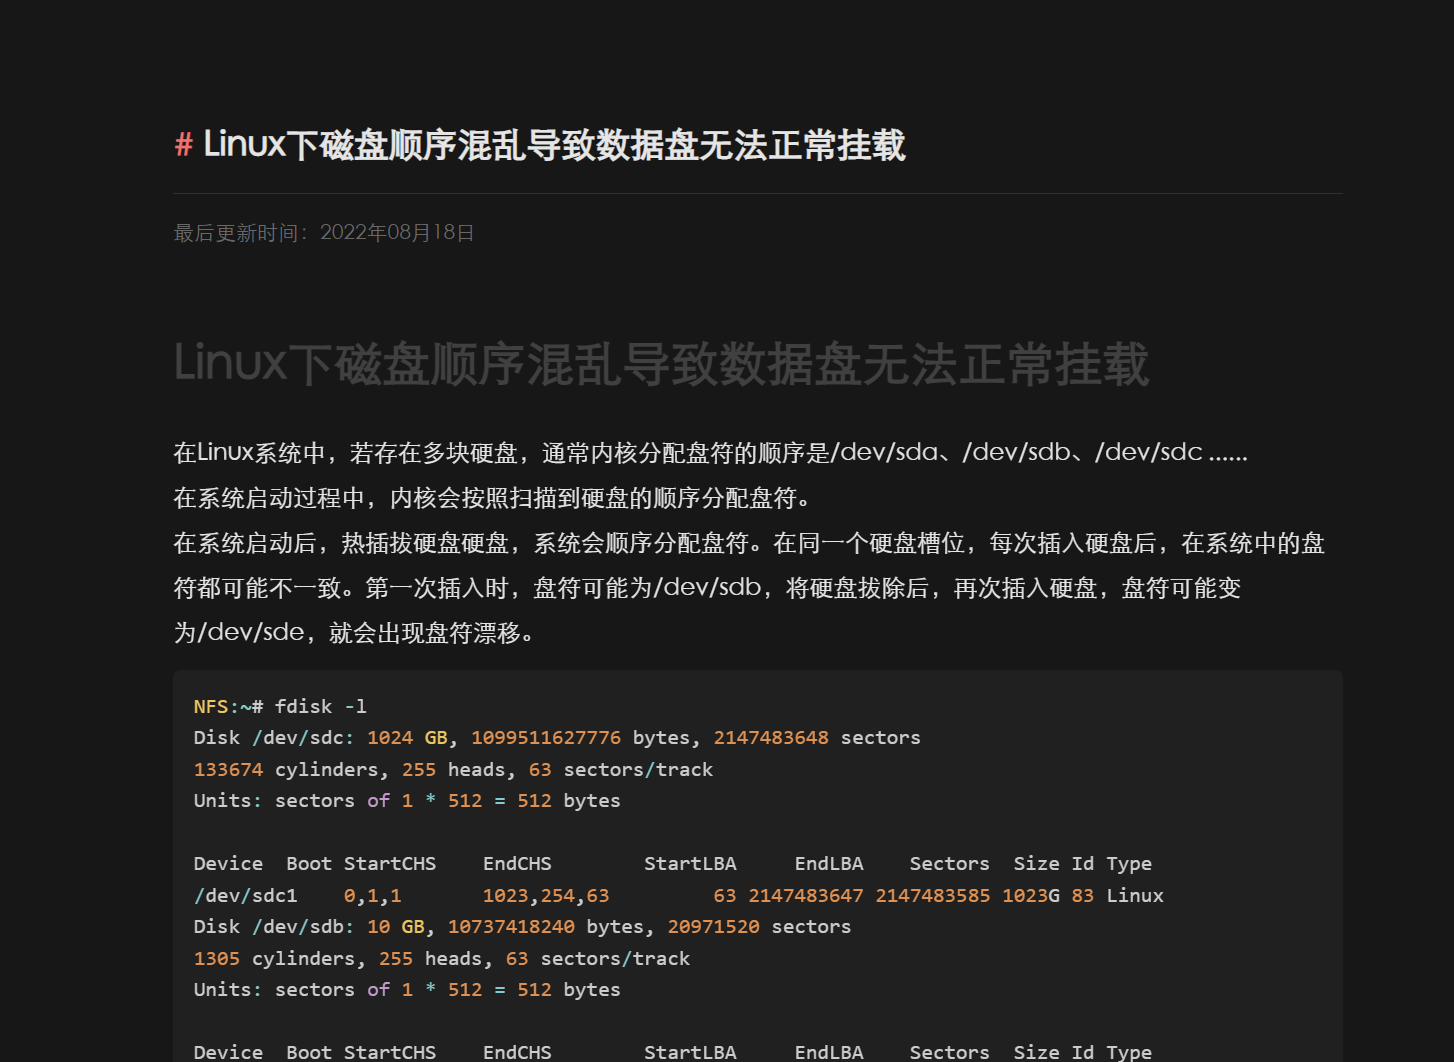 # Linux下磁盘顺序混乱导致数据盘无法正常挂载
最后更新时间：2022年08月18日
Linux下磁盘顺序混乱导致数据盘无法正常挂载
在Linux系统中，若存在多块硬盘，通常内核分配盘符的顺序是/dev/sda、/dev/sdb、/dev/sdc ......
在系统启动过程中，内核会按照扫描到硬盘的顺序分配盘符。
在系统启动后，热插拔硬盘硬盘，系统会顺序分配盘符。在同一个硬盘槽位，每次插入硬盘后，在系统中的盘
符都可能不一致。第一次插入时，盘符可能为/dev/sdb，将硬盘拔除后，再次插入硬盘，盘符可能变
为/dev/sde，就会出现盘符漂移。
NFS:~# fdisk -l
Disk /dev/sdc: 1024 GB, 1099511627776 bytes, 2147483648 sectors
133674 cylinders, 255 heads, 63 sectors/track
Units: sectors of 1 * 512 = 512 bytes
Device  Boot StartCHS    EndCHS        StartLBA     EndLBA    Sectors  Size Id Type
/dev/sdc1    0,1,1       1023,254,63         63 2147483647 2147483585 1023G 83 Linux
Disk /dev/sdb: 10 GB, 10737418240 bytes, 20971520 sectors
1305 cylinders, 255 heads, 63 sectors/track
Units: sectors of 1 * 512 = 512 bytes
Device  Boot StartCHS    EndCHS        StartLBA     EndLBA    Sectors  Size Id Type